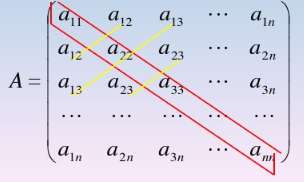 a₁₁ a₁₂ a₁₃ ⋯ a₁ₙ
a₁₂ a₂₂ a₂₃ ⋯ a₂ₙ
A = a₁₃ a₂₃ a₃₃ ⋯ a₃ₙ
⋯ ⋯ ⋯ ⋯ ⋯
a₁ₙ a₂ₙ a₃ₙ ⋯ aₙₙ